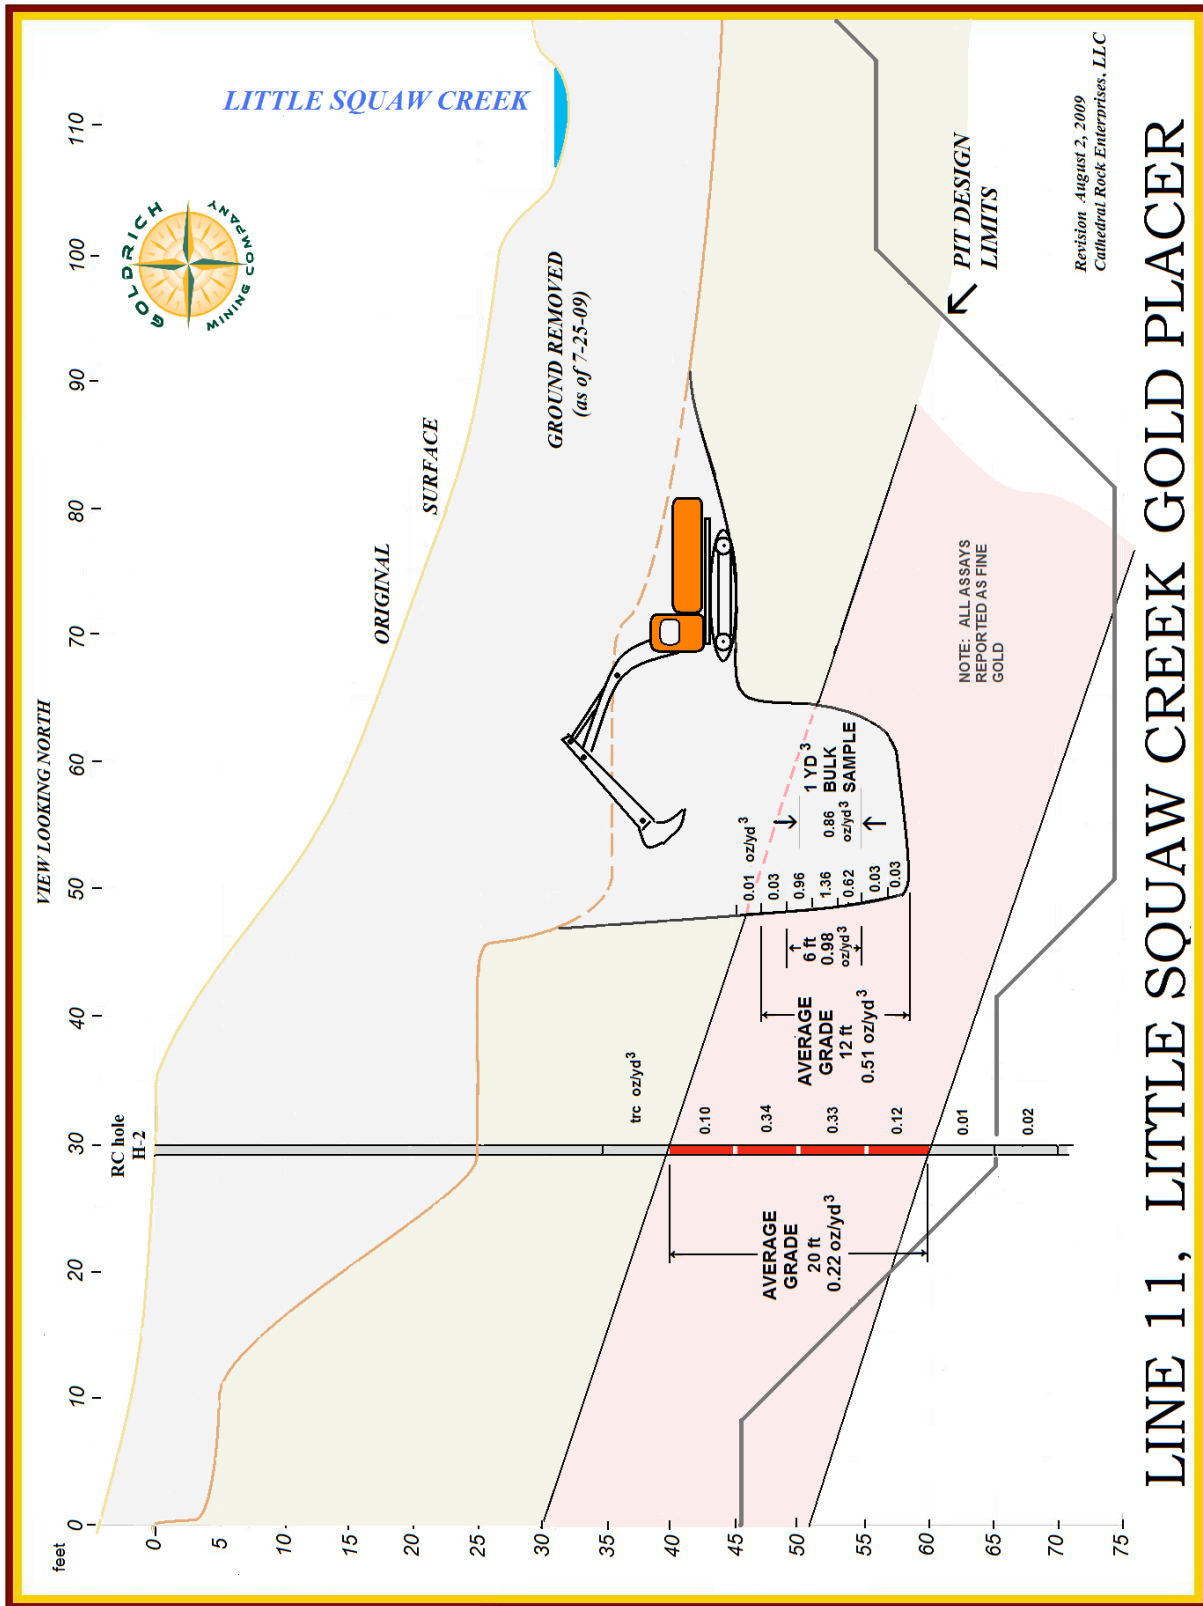 VIEW LOOKING NORTH
feet
0
10
20
30
40
50
60
70
80
90
100
110
0
5
10
15
20
25
30
35
40
45
50
55
60
65
70
75
GOLDRICH
MINING COMPANY
LITTLE SQUAW CREEK
ORIGINAL
SURFACE
GROUND REMOVED
(as of 7-25-09)
RC hole
H-2
trc oz/yd³
0.10
0.34
0.33
0.12
0.01
0.02
AVERAGE
GRADE
20 ft
0.22 oz/yd³
AVERAGE
GRADE
12 ft
0.51 oz/yd³
6 ft
0.98
oz/yd³
0.01 oz/yd³
0.03
0.96
1.36
0.62
0.03
0.03
1 YD³
BULK
SAMPLE
0.86
oz/yd³
NOTE: ALL ASSAYS
REPORTED AS FINE
GOLD
PIT DESIGN
LIMITS
Revision August 2, 2009
Cathedral Rock Enterprises, LLC
LINE 11, LITTLE SQUAW CREEK GOLD PLACER